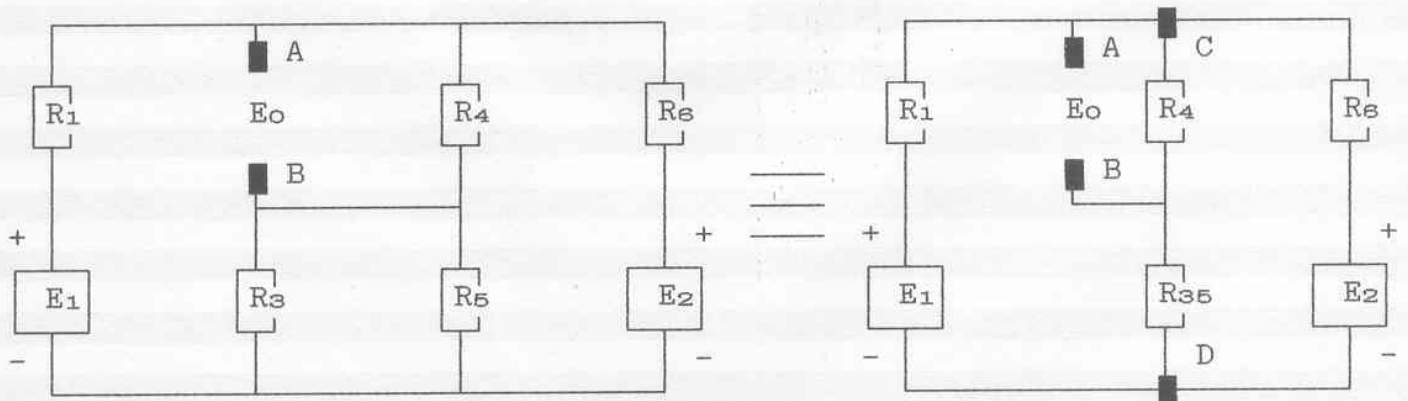 A A C
R1 E0 R4 R6 R1 E0 R4 R6
B B
+ + + +
E1 R3 R5 E2 E1 R35 E2
- - - D -